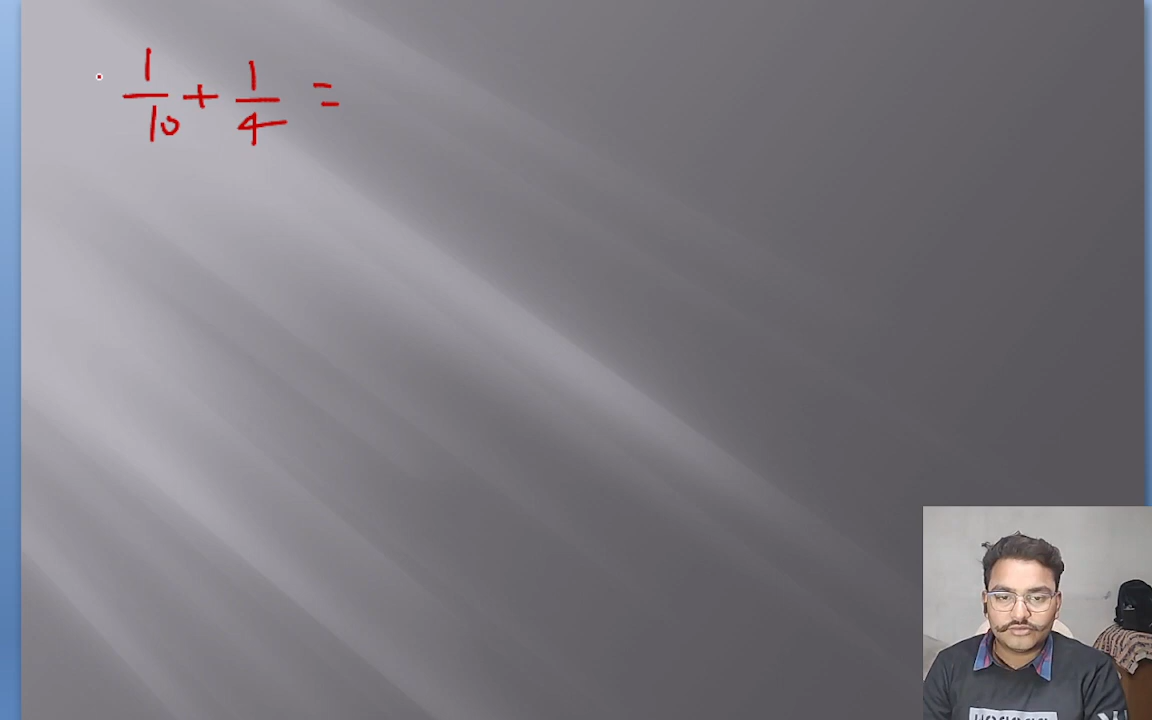 1/10 + 1/4 =